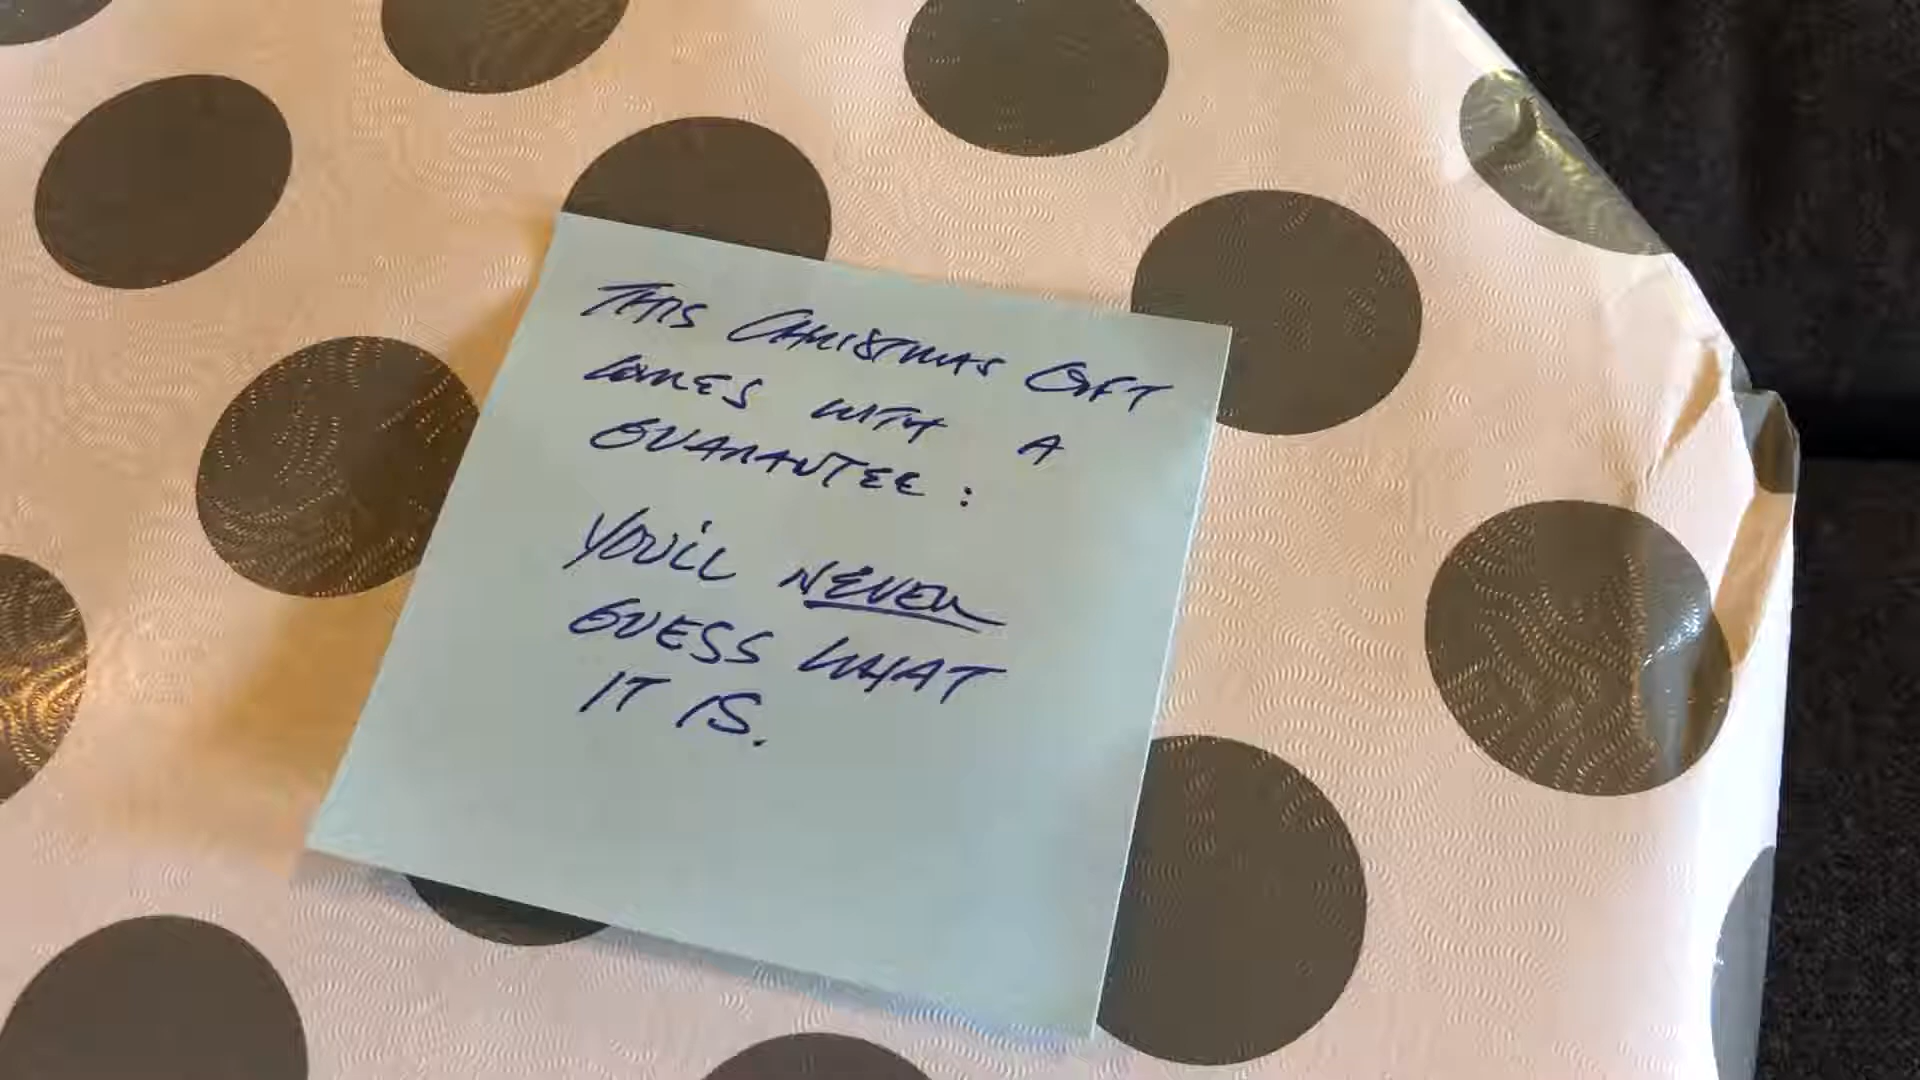 THIS CHRISTMAS GIFT
COMES WITH A
GUARANTEE:
YOU'LL NEVER
GUESS WHAT
IT IS.